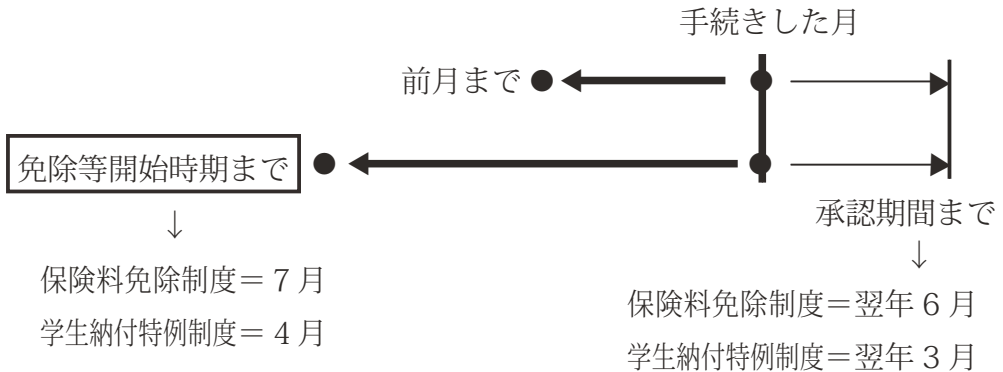 手続きした月
前月まで
免除等開始時期まで
承認期間まで
↓
保険料免除制度＝７月
学生納付特例制度＝４月
↓
保険料免除制度＝翌年６月
学生納付特例制度＝翌年３月